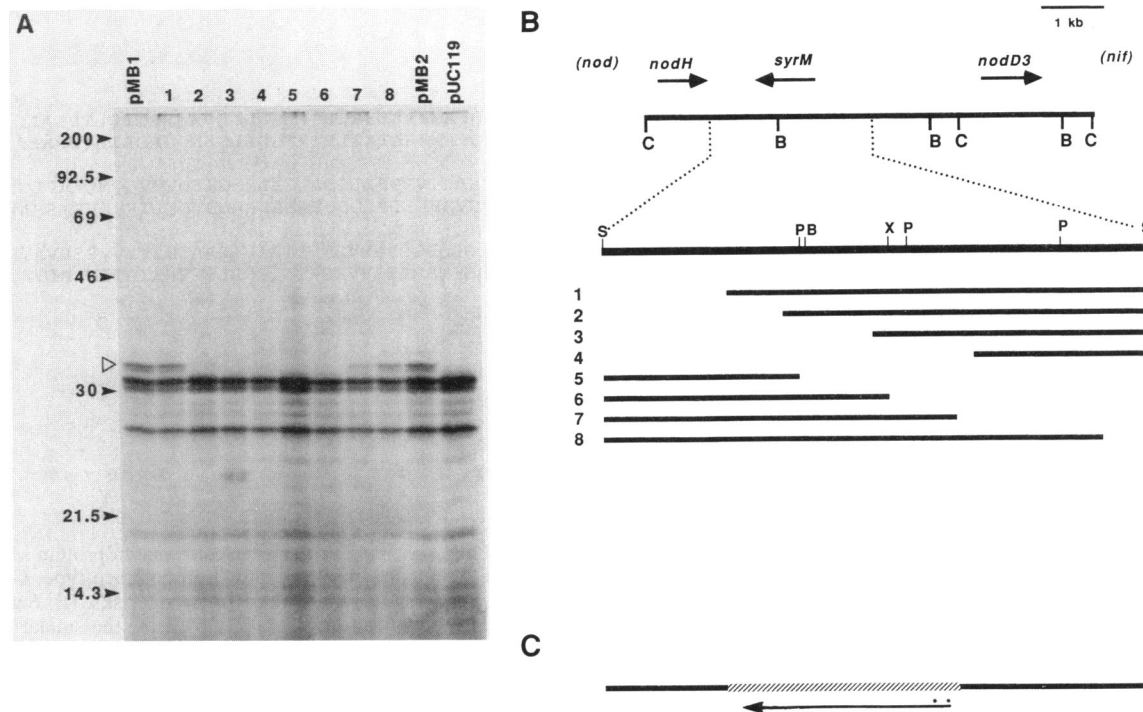 A
pMB1 1 2 3 4 5 6 7 8 pMB2 pUC119
200
92.5
69
46
30
21.5
14.3
B
1 kb
(nod) nodH syrM nodD3 (nif)
C B B C B C
S P B X P P
1
2
3
4
5
6
7
8
C